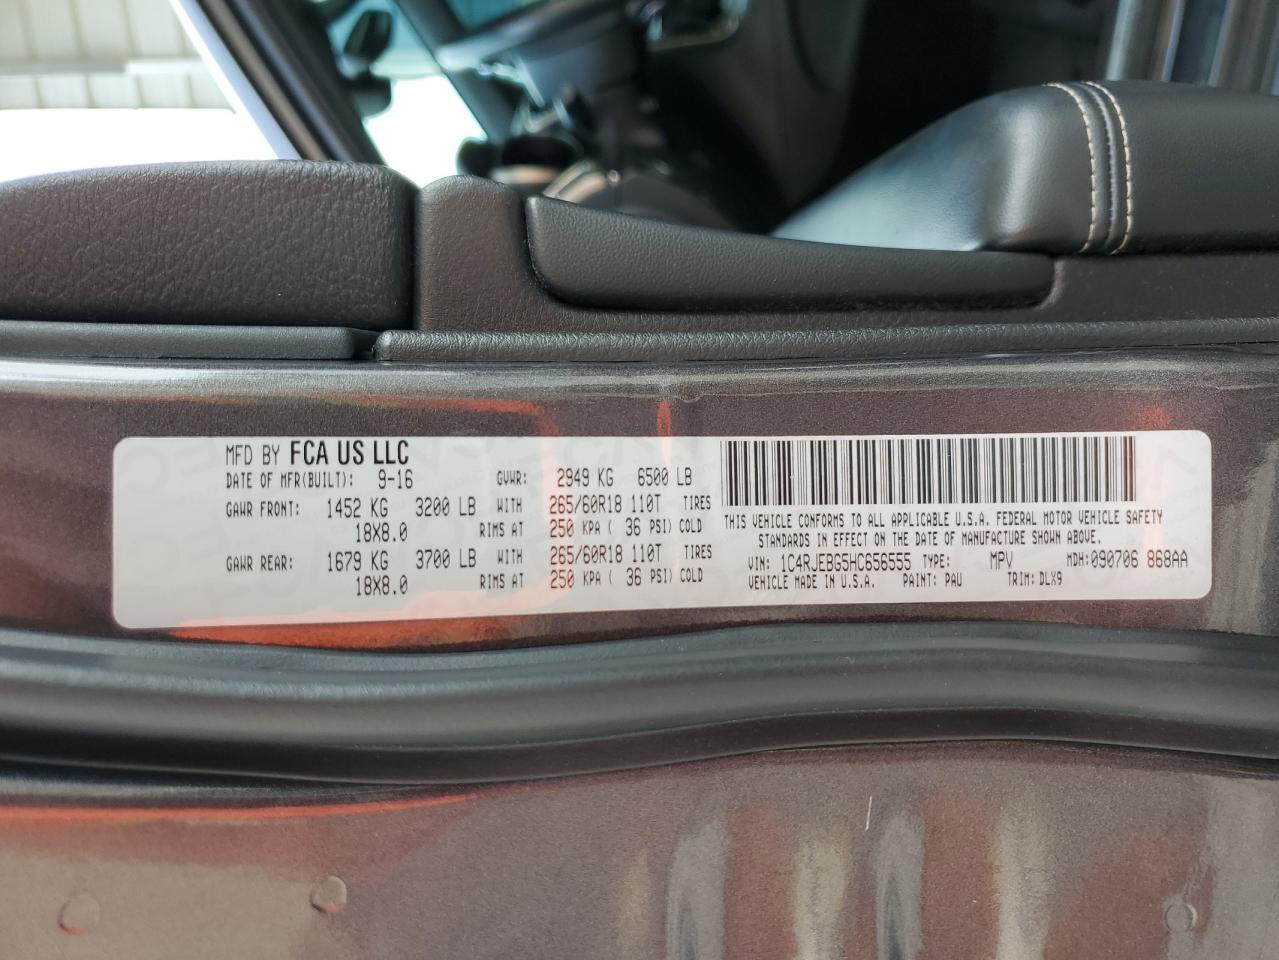 MFD BY FCA US LLC
DATE OF MFR(BUILT): 9-16 GVWR: 2949 KG 6500 LB
GAWR FRONT: 1452 KG 3200 LB WITH 265/60R18 110T TIRES
18X8.0 RIMS AT 250 KPA ( 36 PSI) COLD
GAWR REAR: 1679 KG 3700 LB WITH 265/60R18 110T TIRES
18X8.0 RIMS AT 250 KPA ( 36 PSI) COLD
THIS VEHICLE CONFORMS TO ALL APPLICABLE U.S.A. FEDERAL MOTOR VEHICLE SAFETY
STANDARDS IN EFFECT ON THE DATE OF MANUFACTURE SHOWN ABOVE.
VIN: 1C4RJEBG5HC656555 TYPE: MPV MDH: 090706 868AA
VEHICLE MADE IN U.S.A. PAINT: PAU TRIM: DLX9